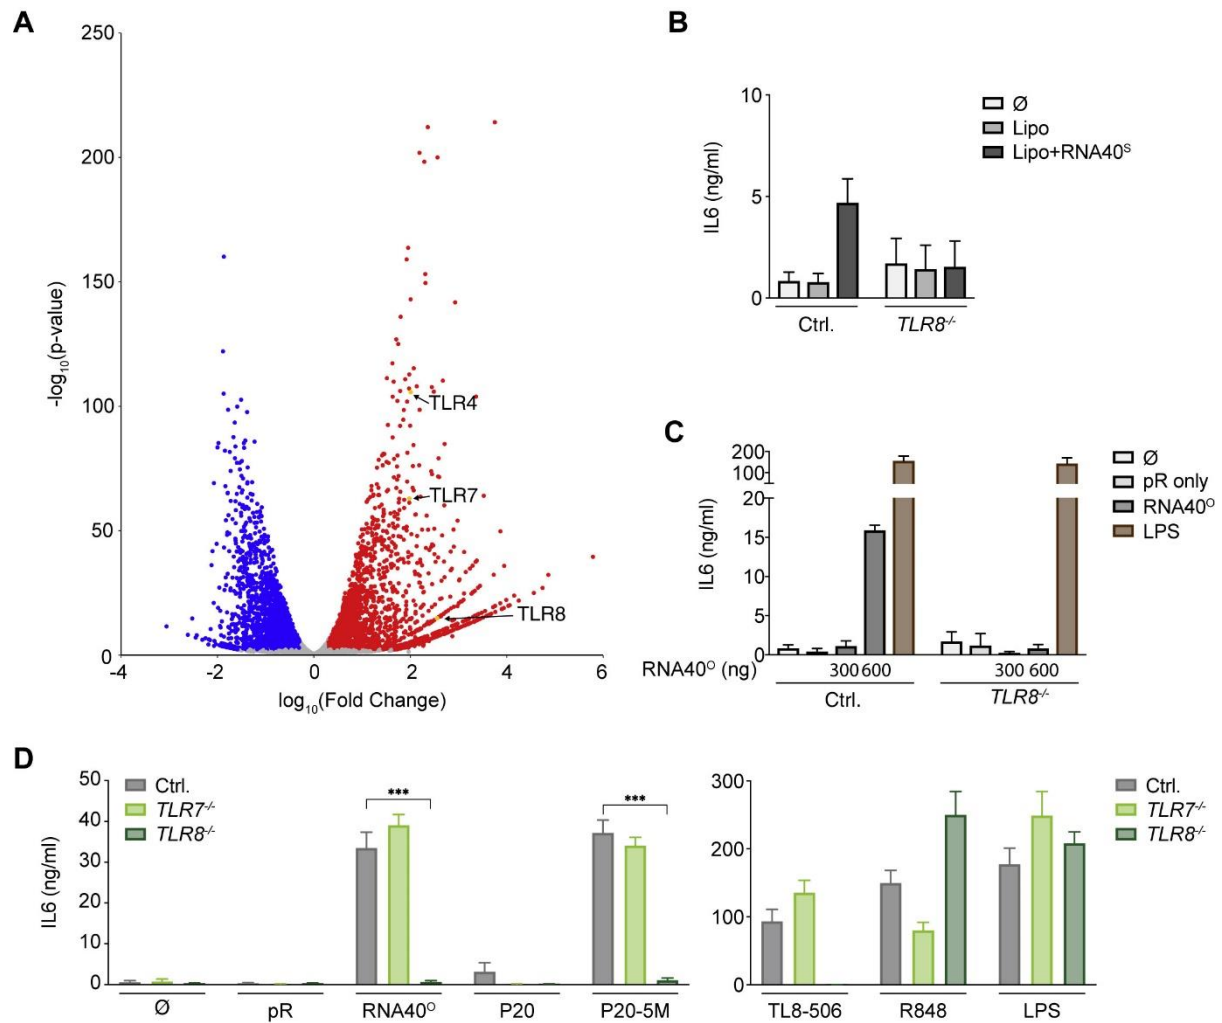 A
250
200
150
100
50
0
-log10(p-value)
-4
-2
0
2
4
6
log10(Fold Change)
TLR4
TLR7
TLR8
B
10
5
0
IL6 (ng/ml)
Ø
Lipo
Lipo+RNA40S
Ctrl.
TLR8-/-
C
200
100
20
15
10
5
0
IL6 (ng/ml)
Ø
pR only
RNA40O
LPS
RNA40O (ng)
300 600
300 600
Ctrl.
TLR8-/-
D
50
40
30
20
10
0
IL6 (ng/ml)
Ctrl.
TLR7-/-
TLR8-/-
***
***
Ø
pR
RNA40O
P20
P20-5M
300
200
100
0
Ctrl.
TLR7-/-
TLR8-/-
TL8-506
R848
LPS